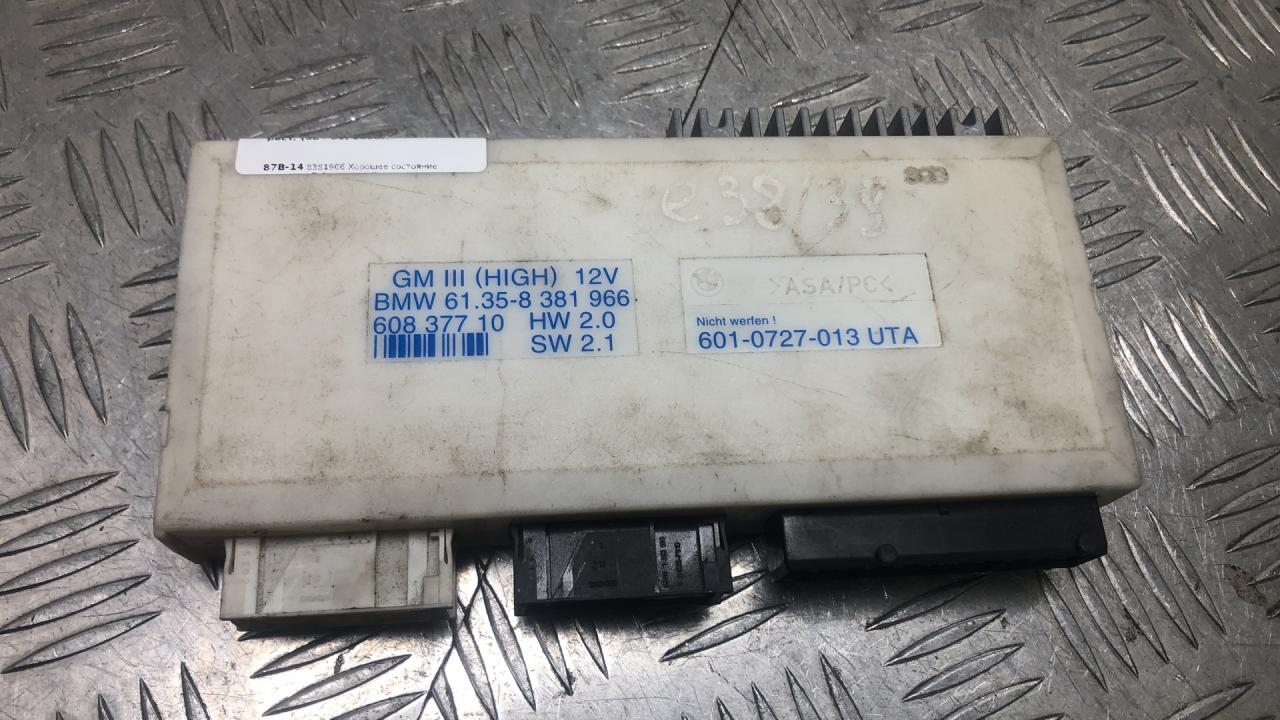 87B-14 8381966 Хорошее состояние
e38/39
GM III (HIGH) 12V
BMW 61.35-8 381 966
608 377 10 HW 2.0
SW 2.1
>ASA/PC<
Nicht werfen !
601-0727-013 UTA